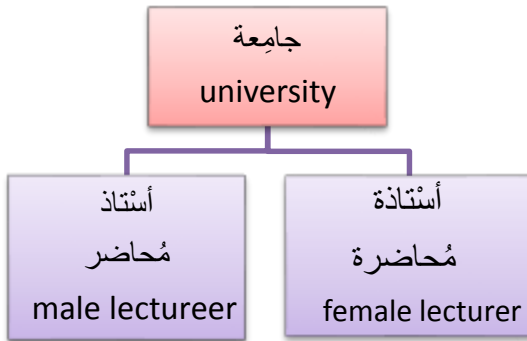 جامِعة
university
أسْتاذ
مُحاضر
male lectureer
أسْتاذة
مُحاضرة
female lecturer